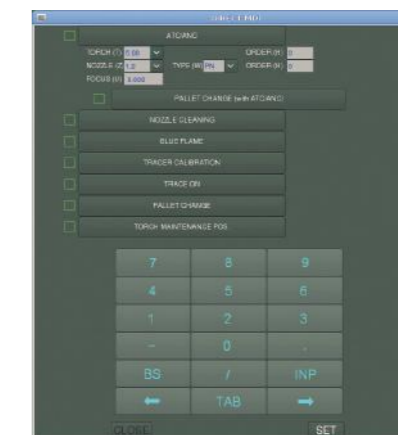 ATC/ANC
TORCH (T) 5.00 ORDER (H) 0
NOZZLE (Z) 1.2 TYPE (W) PN ORDER (H) 0
FOCUS (U) 0.000
PALLET CHANGE (with ATC/ANC)
NOZZLE CLEANING
BLUE FLAME
TRACER CALIBRATION
TRACE ON
PALLET CHANGE
TORCH MAINTENANCE POS.
7 8 9
4 5 6
1 2 3
- 0 .
BS / INP
← TAB →
CLOSE SET